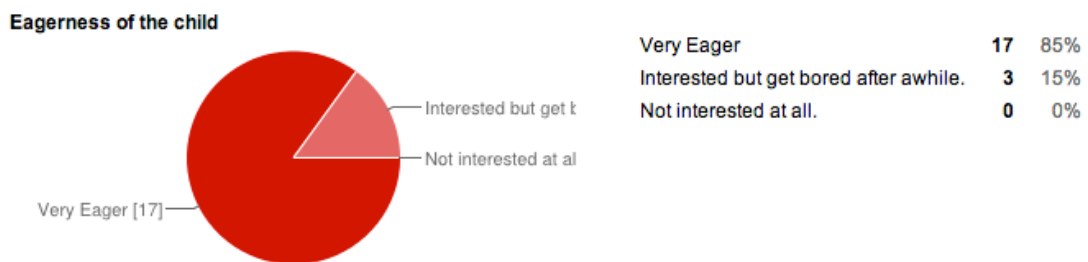 Eagerness of the child
Very Eager 17 85%
Interested but get bored after awhile. 3 15%
Not interested at all. 0 0%
Interested but get b
Not interested at al
Very Eager [17]